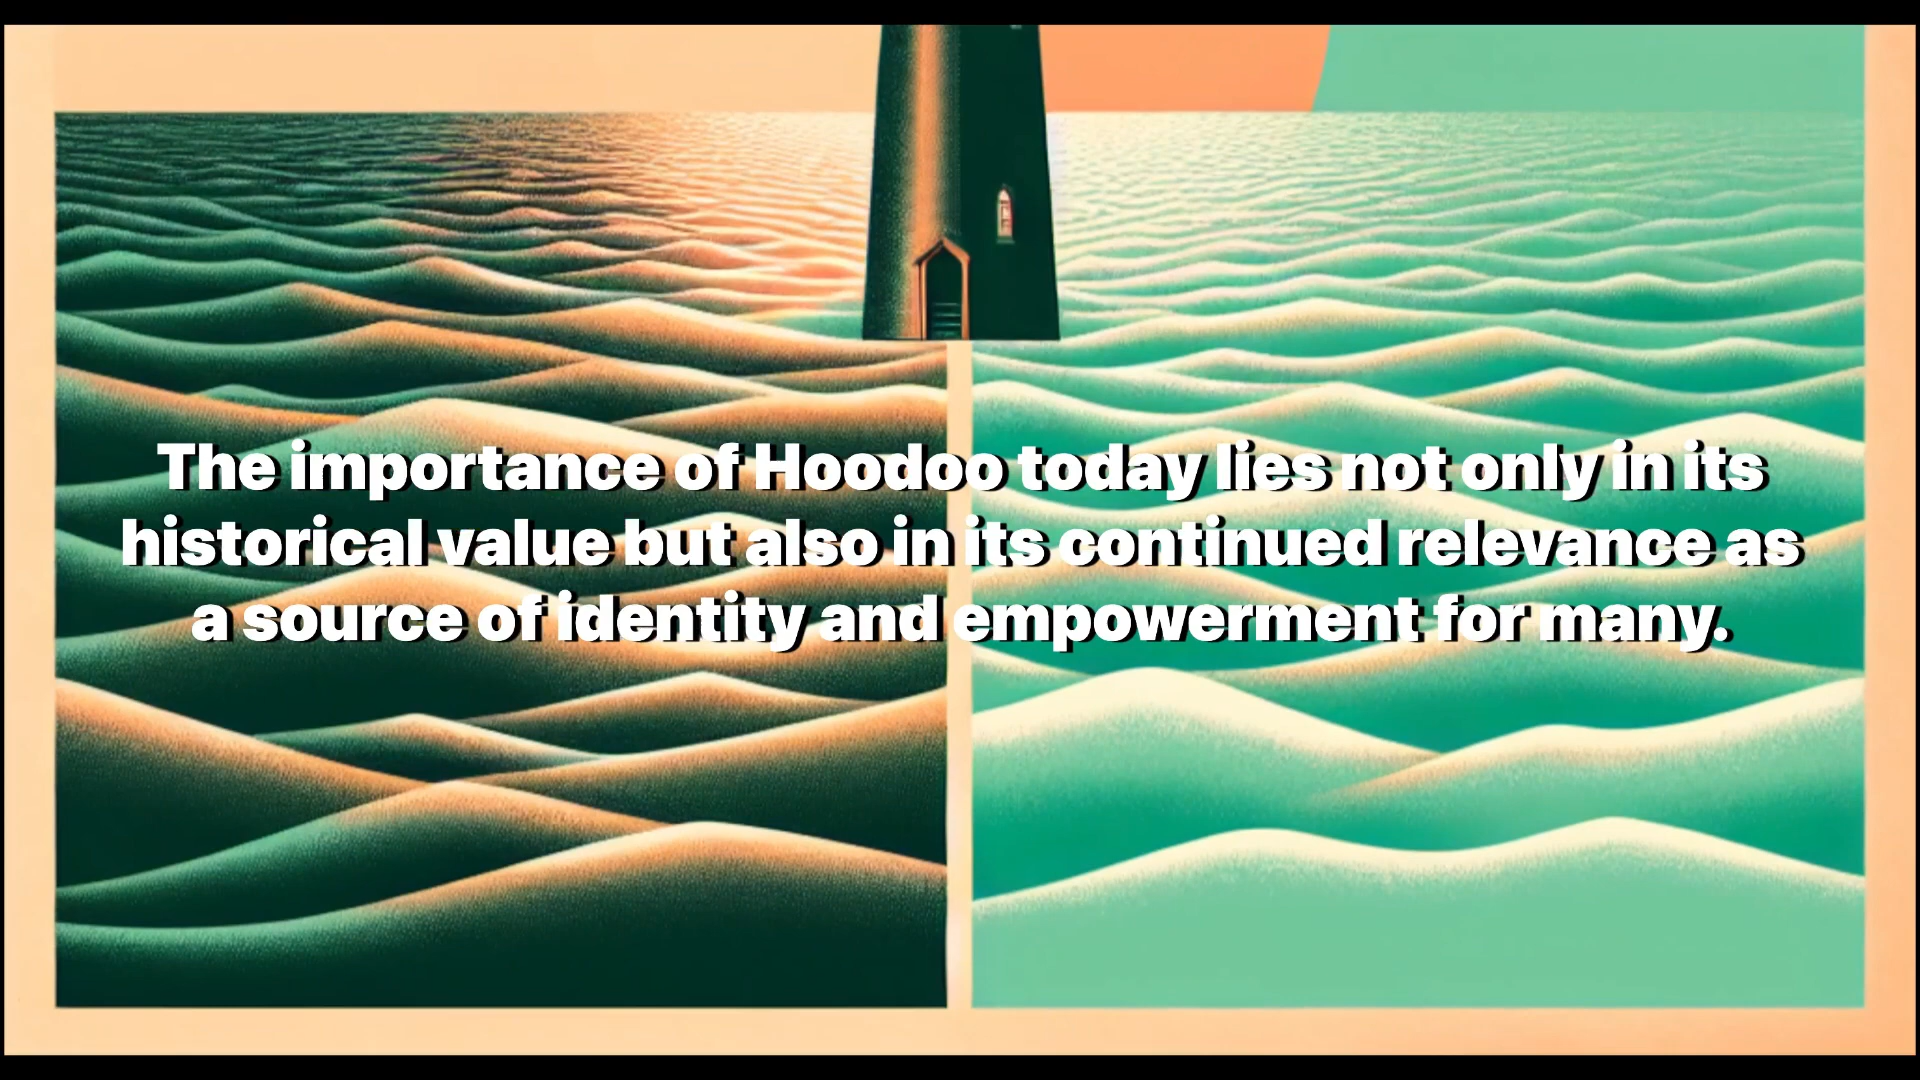 The importance of Hoodoo today lies not only in its
historical value but also in its continued relevance as
a source of identity and empowerment for many.